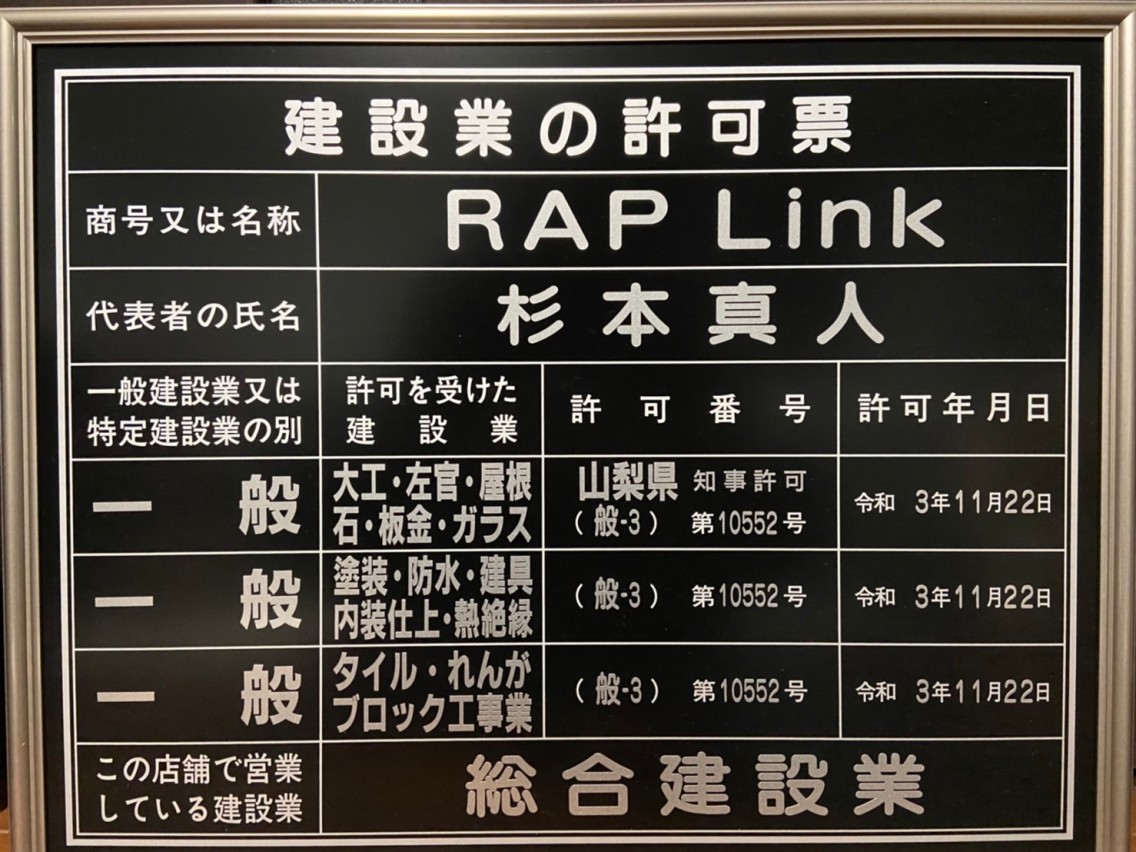 建設業の許可票
商号又は名称
RAP Link
代表者の氏名
杉本真人
一般建設業又は
特定建設業の別
許可を受けた
建設業
許可番号
許可年月日
一般
大工・左官・屋根
石・板金・ガラス
山梨県 知事許可
(般-3) 第10552号
令和 3年11月22日
一般
塗装・防水・建具
内装仕上・熱絶縁
(般-3) 第10552号
令和 3年11月22日
一般
タイル・れんが
ブロック工事業
(般-3) 第10552号
令和 3年11月22日
この店舗で営業
している建設業
総合建設業